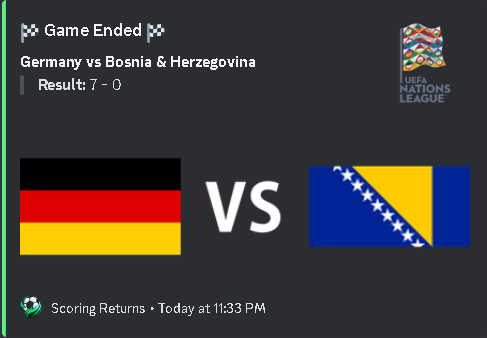 Game Ended
Germany vs Bosnia & Herzegovina
Result: 7 - 0
UEFA
NATIONS
LEAGUE
VS
Scoring Returns • Today at 11:33 PM